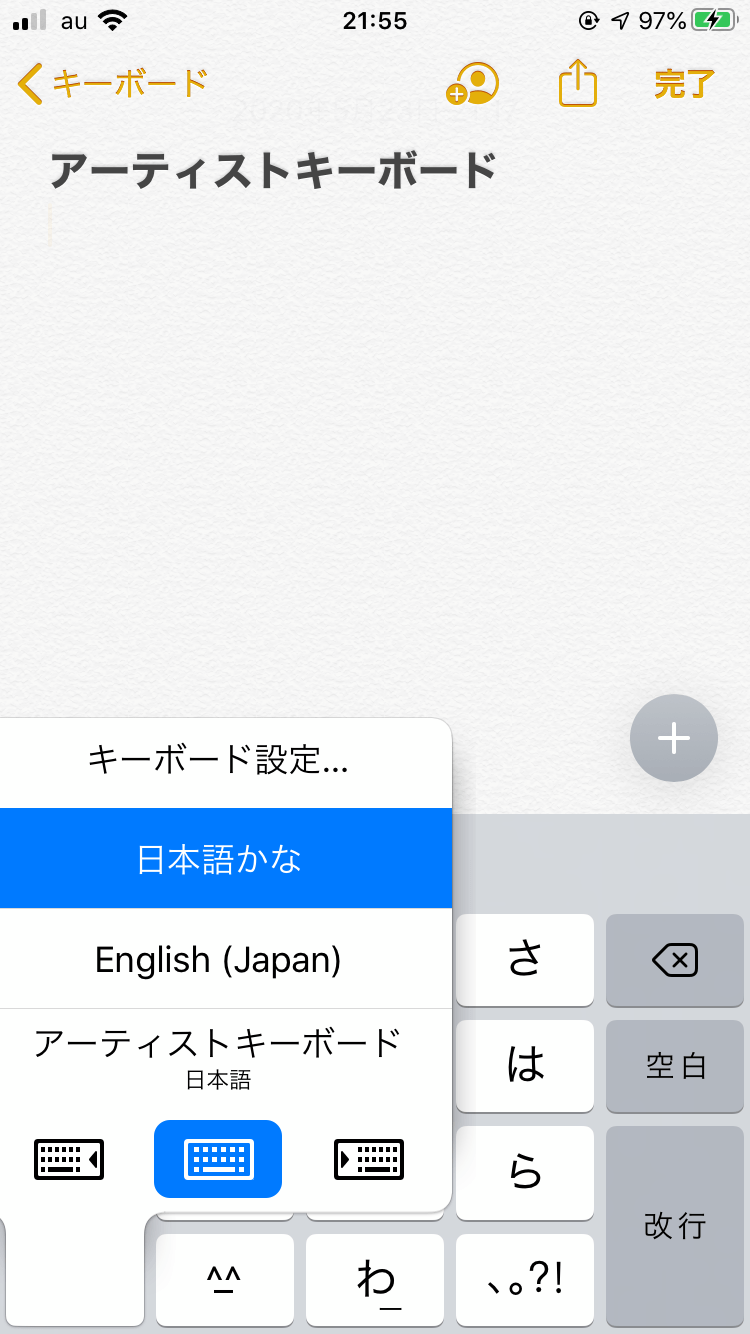 au 21:55 97%
キーボード 完了
アーティストキーボード
キーボード設定...
日本語かな
English (Japan)
アーティストキーボード
日本語
さ
は
空白
ら
改行
^_^
わ_
、。?!